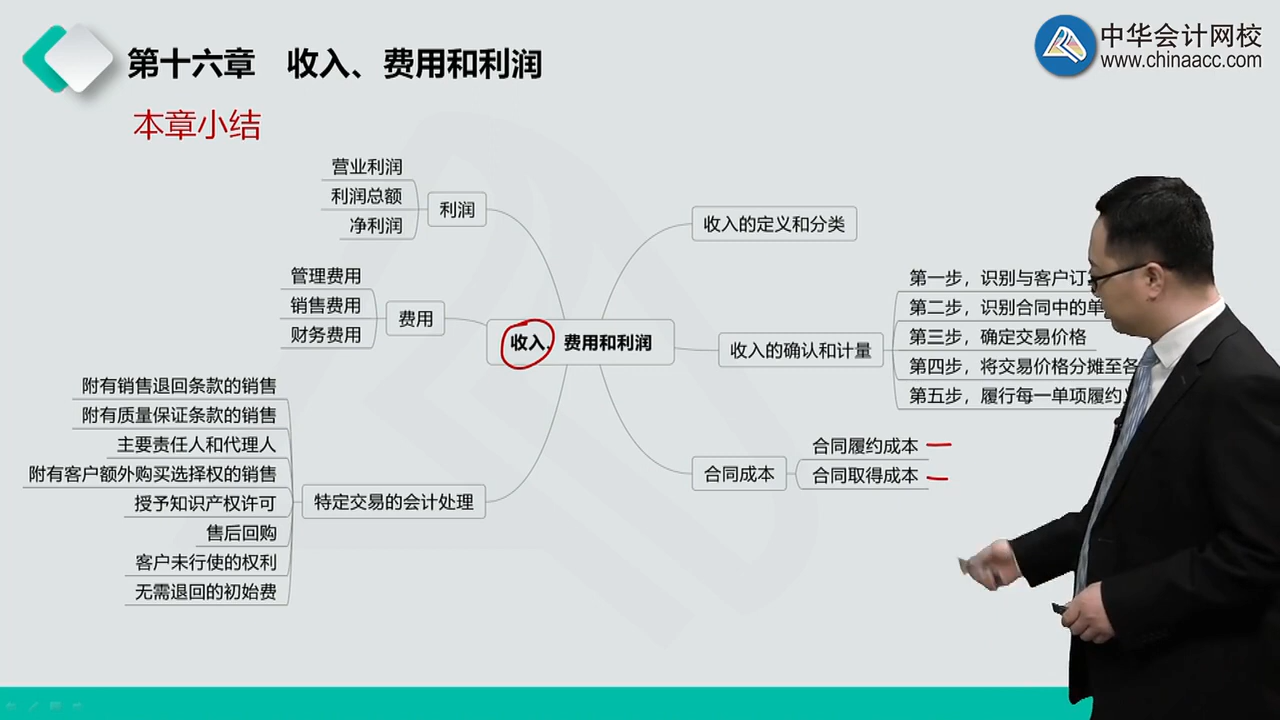 第十六章 收入、费用和利润
中华会计网校
www.chinaacc.com
本章小结
营业利润
利润总额
净利润
利润
管理费用
销售费用
财务费用
费用
收入、费用和利润
附有销售退回条款的销售
附有质量保证条款的销售
主要责任人和代理人
附有客户额外购买选择权的销售
授予知识产权许可
售后回购
客户未行使的权利
无需退回的初始费
特定交易的会计处理
收入的定义和分类
收入的确认和计量
第一步，识别与客户订
第二步，识别合同中的单
第三步，确定交易价格
第四步，将交易价格分摊至各
第五步，履行每一单项履约
合同成本
合同履约成本
合同取得成本